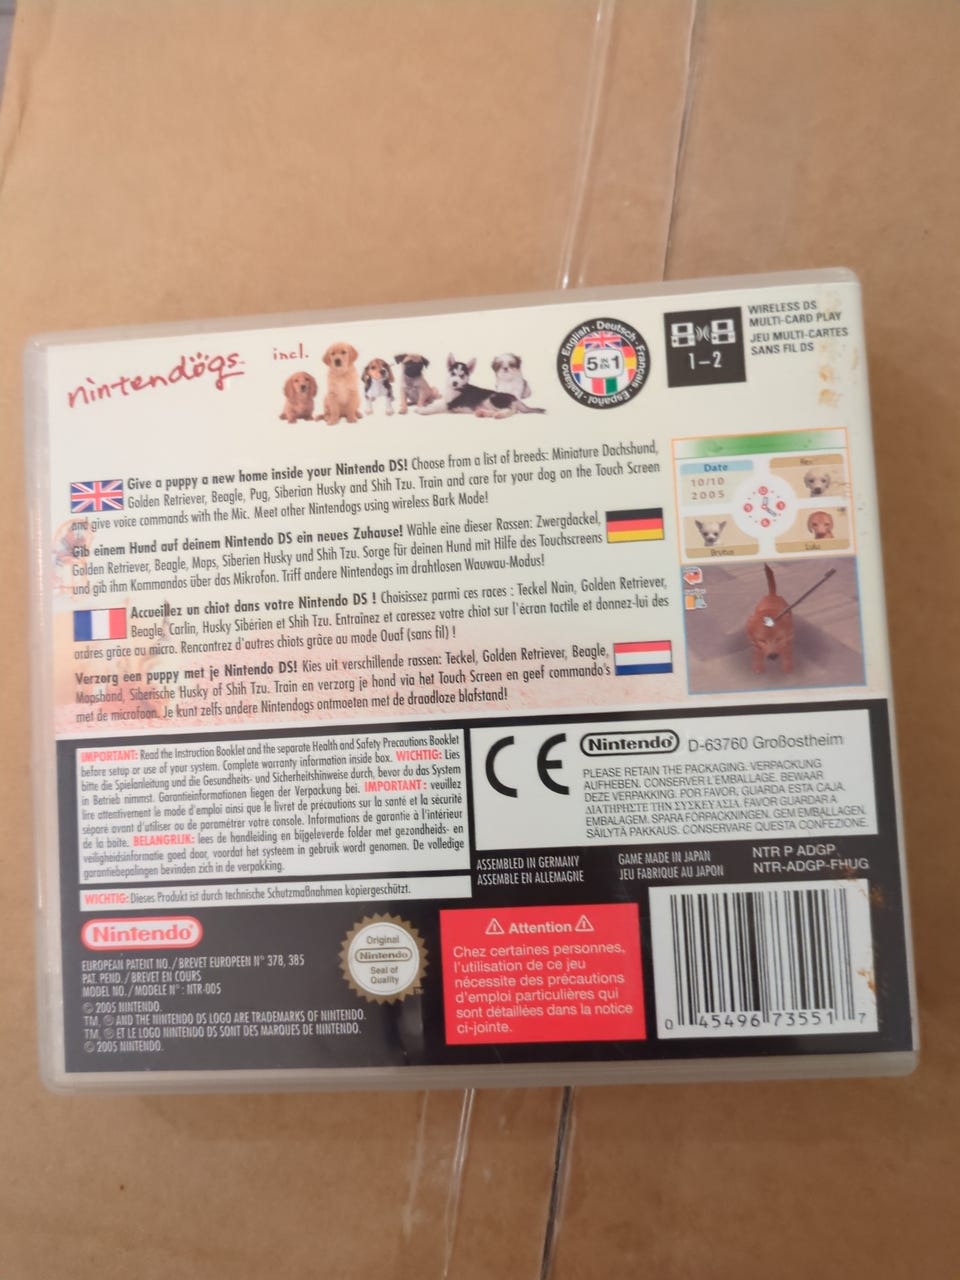 nintendogs™
incl.
English · Deutsch · Français · Español · Italiano
5 IN EN 1
1-2
WIRELESS DS
MULTI-CARD PLAY
JEU MULTI-CARTES
SANS FIL DS
Give a puppy a new home inside your Nintendo DS! Choose from a list of breeds: Miniature Dachshund,
Golden Retriever, Beagle, Pug, Siberian Husky and Shih Tzu. Train and care for your dog on the Touch Screen
and give voice commands with the Mic. Meet other Nintendogs using wireless Bark Mode!
Gib einem Hund auf deinem Nintendo DS ein neues Zuhause! Wähle eine dieser Rassen: Zwergdackel,
Golden Retriever, Beagle, Mops, Siberien Husky und Shih Tzu. Sorge für deinen Hund mit Hilfe des Touchscreens
und gib ihm Kommandos über das Mikrofon. Triff andere Nintendogs im drahtlosen Wauwau-Modus!
Accueillez un chiot dans votre Nintendo DS ! Choisissez parmi ces races : Teckel Nain, Golden Retriever,
Beagle, Carlin, Husky Sibérien et Shih Tzu. Entraînez et caressez votre chiot sur l'écran tactile et donnez-lui des
ordres grâce au micro. Rencontrez d'autres chiots grâce au mode Ouaf (sans fil) !
Verzorg een puppy met je Nintendo DS! Kies uit verschillende rassen: Teckel, Golden Retriever, Beagle,
Mopshond, Siberische Husky of Shih Tzu. Train en verzorg je hond via het Touch Screen en geef commando's
met de microfoon. Je kunt zelfs andere Nintendogs ontmoeten met de draadloze blafstand!
Date
10/10
2005
Brutus
Lulu
IMPORTANT: Read the Instruction Booklet and the separate Health and Safety Precautions Booklet
before setup or use of your system. Complete warranty information inside box. WICHTIG: Lies
bitte die Spielanleitung und die Gesundheits- und Sicherheitshinweise durch, bevor du das System
in Betrieb nimmst. Garantieinformationen liegen der Verpackung bei. IMPORTANT : veuillez
lire attentivement le mode d'emploi ainsi que le livret de précautions sur la santé et la sécurité
séparé avant d'utiliser ou de paramétrer votre console. Informations de garantie à l'intérieur
de la boîte. BELANGRIJK: lees de handleiding en bijgeleverde folder met gezondheids- en
veiligheidsinformatie goed door, voordat het systeem in gebruik wordt genomen. De volledige
garantiebepalingen bevinden zich in de verpakking.
WICHTIG: Dieses Produkt ist durch technische Schutzmaßnahmen kopiergeschützt.
CE
Nintendo® D-63760 Großostheim
PLEASE RETAIN THE PACKAGING. VERPACKUNG
AUFHEBEN. CONSERVER L'EMBALLAGE. BEWAAR
DEZE VERPAKKING. POR FAVOR, GUARDA ESTA CAJA.
ΔΙΑΤΗΡΗΣΤΕ ΤΗΝ ΣΥΣΚΕΥΑΣΙΑ. FAVOR GUARDAR A
EMBALAGEM. SPARA FÖRPACKNINGEN. GEM EMBALLAGEN.
SÄILYTÄ PAKKAUS. CONSERVARE QUESTA CONFEZIONE.
ASSEMBLED IN GERMANY
ASSEMBLE EN ALLEMAGNE
GAME MADE IN JAPAN
JEU FABRIQUE AU JAPON
NTR P ADGP
NTR-ADGP-FHUG
Nintendo®
EUROPEAN PATENT NO./BREVET EUROPEEN N° 378, 385
PAT. PEND./BREVET EN COURS
MODEL NO./MODELE N° : NTR-005
© 2005 NINTENDO.
TM, ® AND THE NINTENDO DS LOGO ARE TRADEMARKS OF NINTENDO.
TM, ® ET LE LOGO NINTENDO DS SONT DES MARQUES DE NINTENDO.
© 2005 NINTENDO.
Original
Nintendo
Seal of
Quality
TM
Attention
Chez certaines personnes,
l'utilisation de ce jeu
nécessite des précautions
d'emploi particulières qui
sont détaillées dans la notice
ci-jointe.
0 45496 73551 7